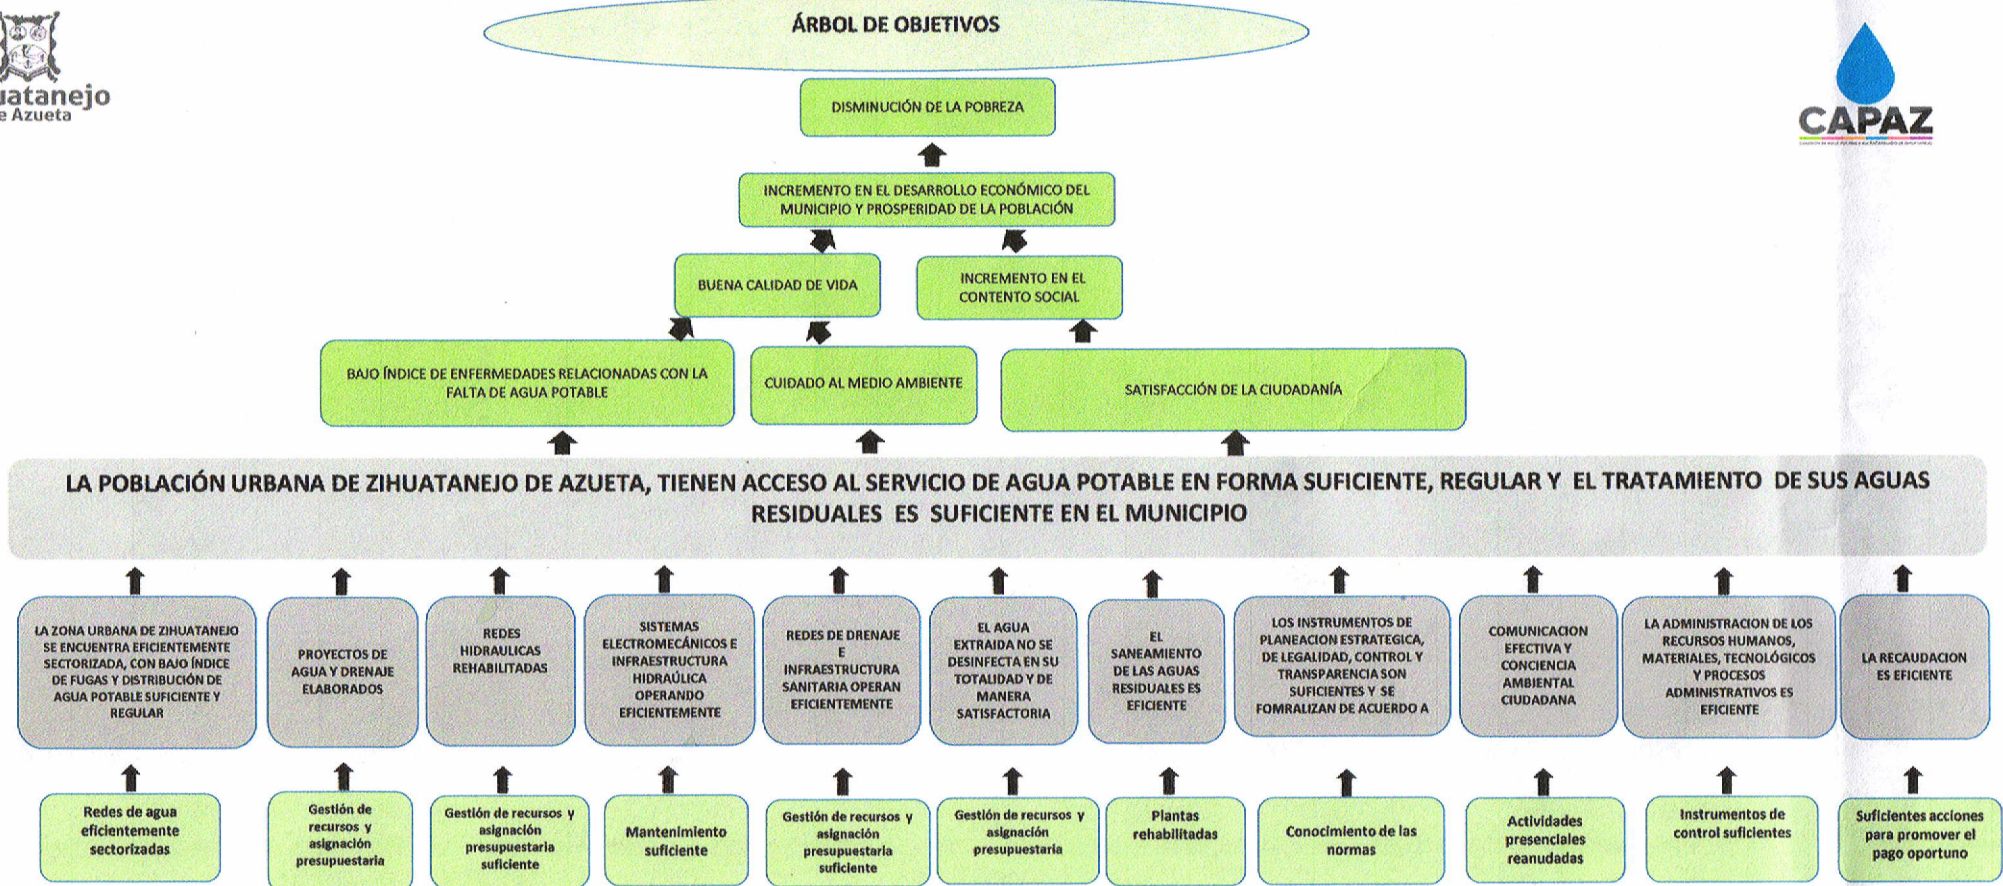 ÁRBOL DE OBJETIVOS
uatanejo
e Azueta
CAPAZ
DISMINUCIÓN DE LA POBREZA
INCREMENTO EN EL DESARROLLO ECONÓMICO DEL
MUNICIPIO Y PROSPERIDAD DE LA POBLACIÓN
BUENA CALIDAD DE VIDA
INCREMENTO EN EL
CONTENTO SOCIAL
BAJO ÍNDICE DE ENFERMEDADES RELACIONADAS CON LA
FALTA DE AGUA POTABLE
CUIDADO AL MEDIO AMBIENTE
SATISFACCIÓN DE LA CIUDADANÍA
LA POBLACIÓN URBANA DE ZIHUATANEJO DE AZUETA, TIENEN ACCESO AL SERVICIO DE AGUA POTABLE EN FORMA SUFICIENTE, REGULAR Y EL TRATAMIENTO DE SUS AGUAS
RESIDUALES ES SUFICIENTE EN EL MUNICIPIO
LA ZONA URBANA DE ZIHUATANEJO
SE ENCUENTRA EFICIENTEMENTE
SECTORIZADA, CON BAJO ÍNDICE
DE FUGAS Y DISTRIBUCIÓN DE
AGUA POTABLE SUFICIENTE Y
REGULAR
PROYECTOS DE
AGUA Y DRENAJE
ELABORADOS
REDES
HIDRAULICAS
REHABILITADAS
SISTEMAS
ELECTROMECÁNICOS E
INFRAESTRUCTURA
HIDRAÚLICA
OPERANDO
EFICIENTEMENTE
REDES DE DRENAJE
E
INFRAESTRUCTURA
SANITARIA OPERAN
EFICIENTEMENTE
EL AGUA
EXTRAIDA NO SE
DESINFECTA EN SU
TOTALIDAD Y DE
MANERA
SATISFACTORIA
EL
SANEAMIENTO
DE LAS AGUAS
RESIDUALES ES
EFICIENTE
LOS INSTRUMENTOS DE
PLANEACION ESTRATEGICA,
DE LEGALIDAD, CONTROL Y
TRANSPARENCIA SON
SUFICIENTES Y SE
FOMRALIZAN DE ACUERDO A
COMUNICACION
EFECTIVA Y
CONCIENCIA
AMBIENTAL
CIUDADANA
LA ADMINISTRACION DE LOS
RECURSOS HUMANOS,
MATERIALES, TECNOLÓGICOS
Y PROCESOS
ADMINISTRATIVOS ES
EFICIENTE
LA RECAUDACION
ES EFICIENTE
Redes de agua
eficientemente
sectorizadas
Gestión de
recursos y
asignación
presupuestaria
Gestión de recursos y
asignación
presupuestaria
suficiente
Mantenimiento
suficiente
Gestión de recursos y
asignación
presupuestaria
suficiente
Gestión de recursos y
asignación
presupuestaria
Plantas
rehabilitadas
Conocimiento de las
normas
Actividades
presenciales
reanudadas
Instrumentos de
control suficientes
Suficientes acciones
para promover el
pago oportuno